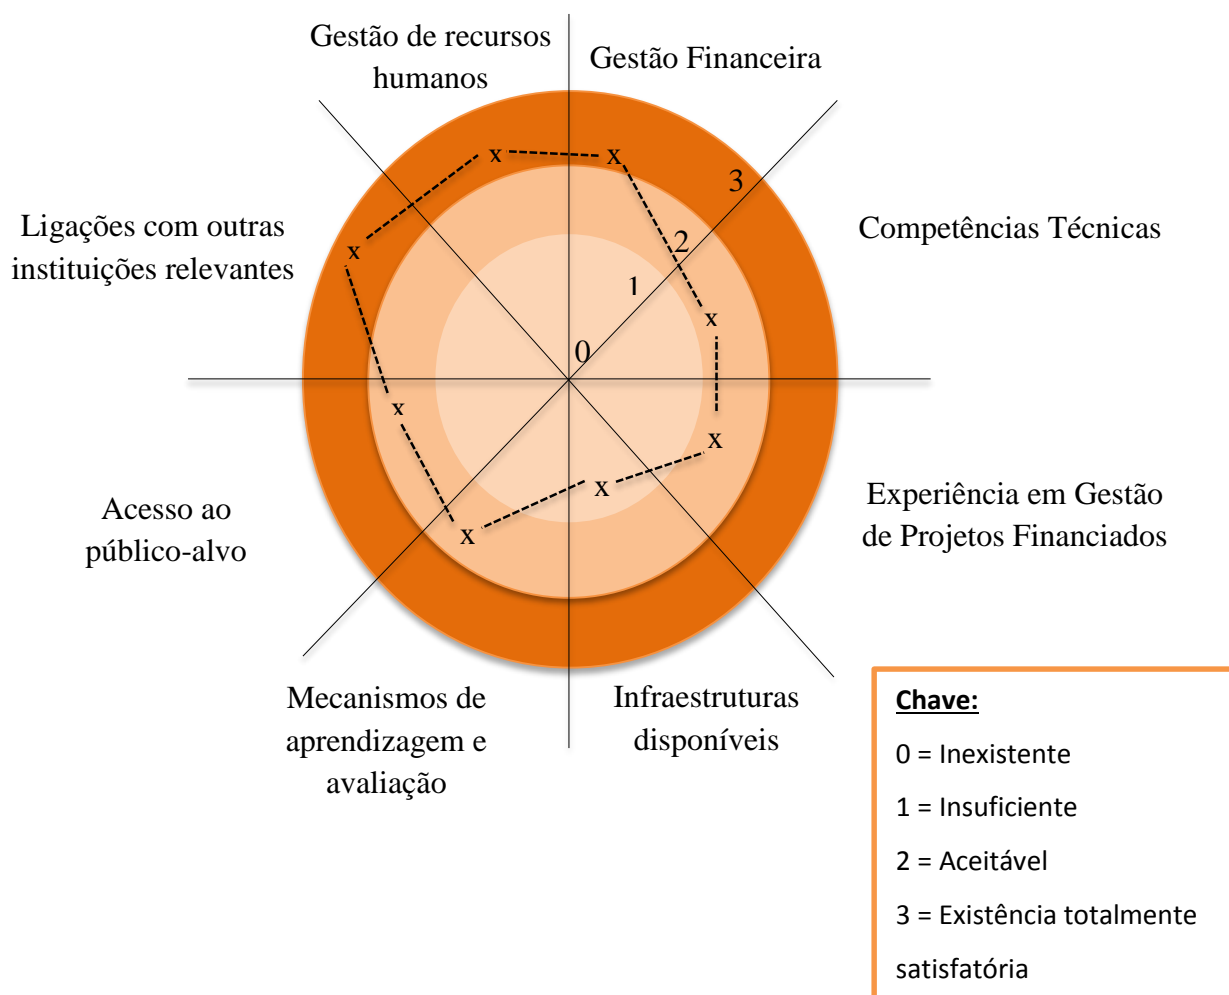 Gestão de recursos
humanos
Gestão Financeira
x
x
3
Ligações com outras
instituições relevantes
Competências Técnicas
2
x
1
x
0
x
x
Acesso ao
público-alvo
x
Experiência em Gestão
de Projetos Financiados
x
Mecanismos de
aprendizagem e
avaliação
Infraestruturas
disponíveis
Chave:
0 = Inexistente
1 = Insuficiente
2 = Aceitável
3 = Existência totalmente
satisfatória